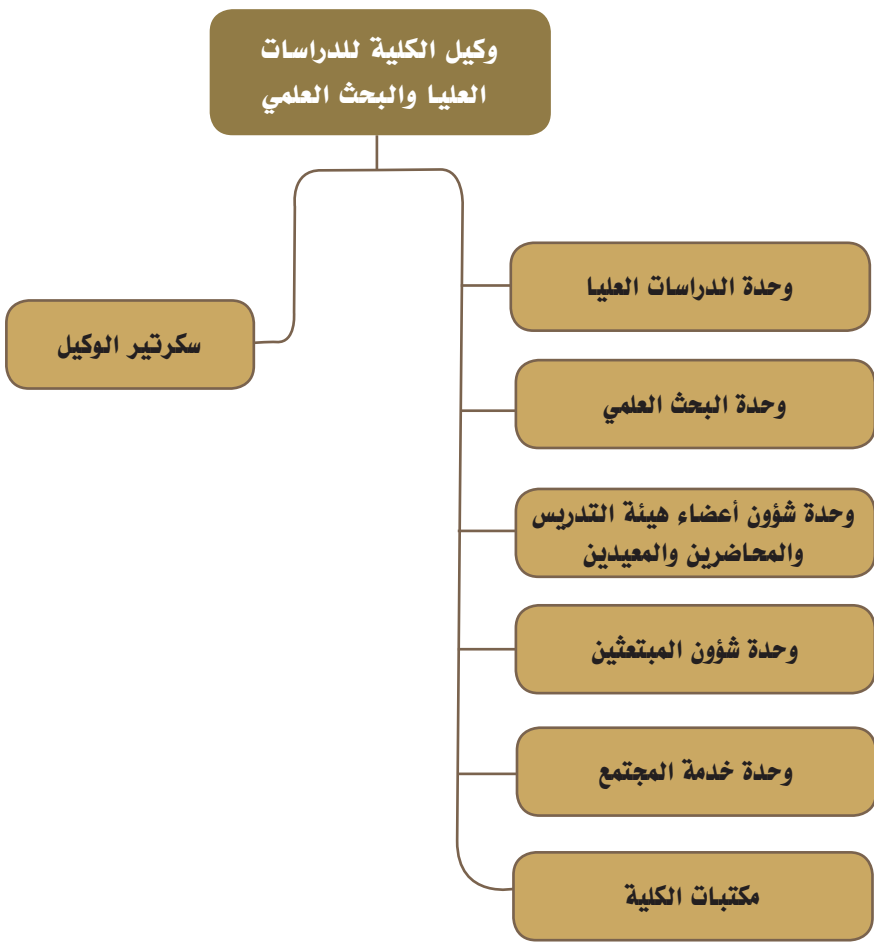 وكيل الكلية للدراسات
العليا والبحث العلمي
وحدة الدراسات العليا
سكرتير الوكيل
وحدة البحث العلمي
وحدة شؤون أعضاء هيئة التدريس
والمحاضرين والمعيدين
وحدة شؤون المبتعثين
وحدة خدمة المجتمع
مكتبات الكلية